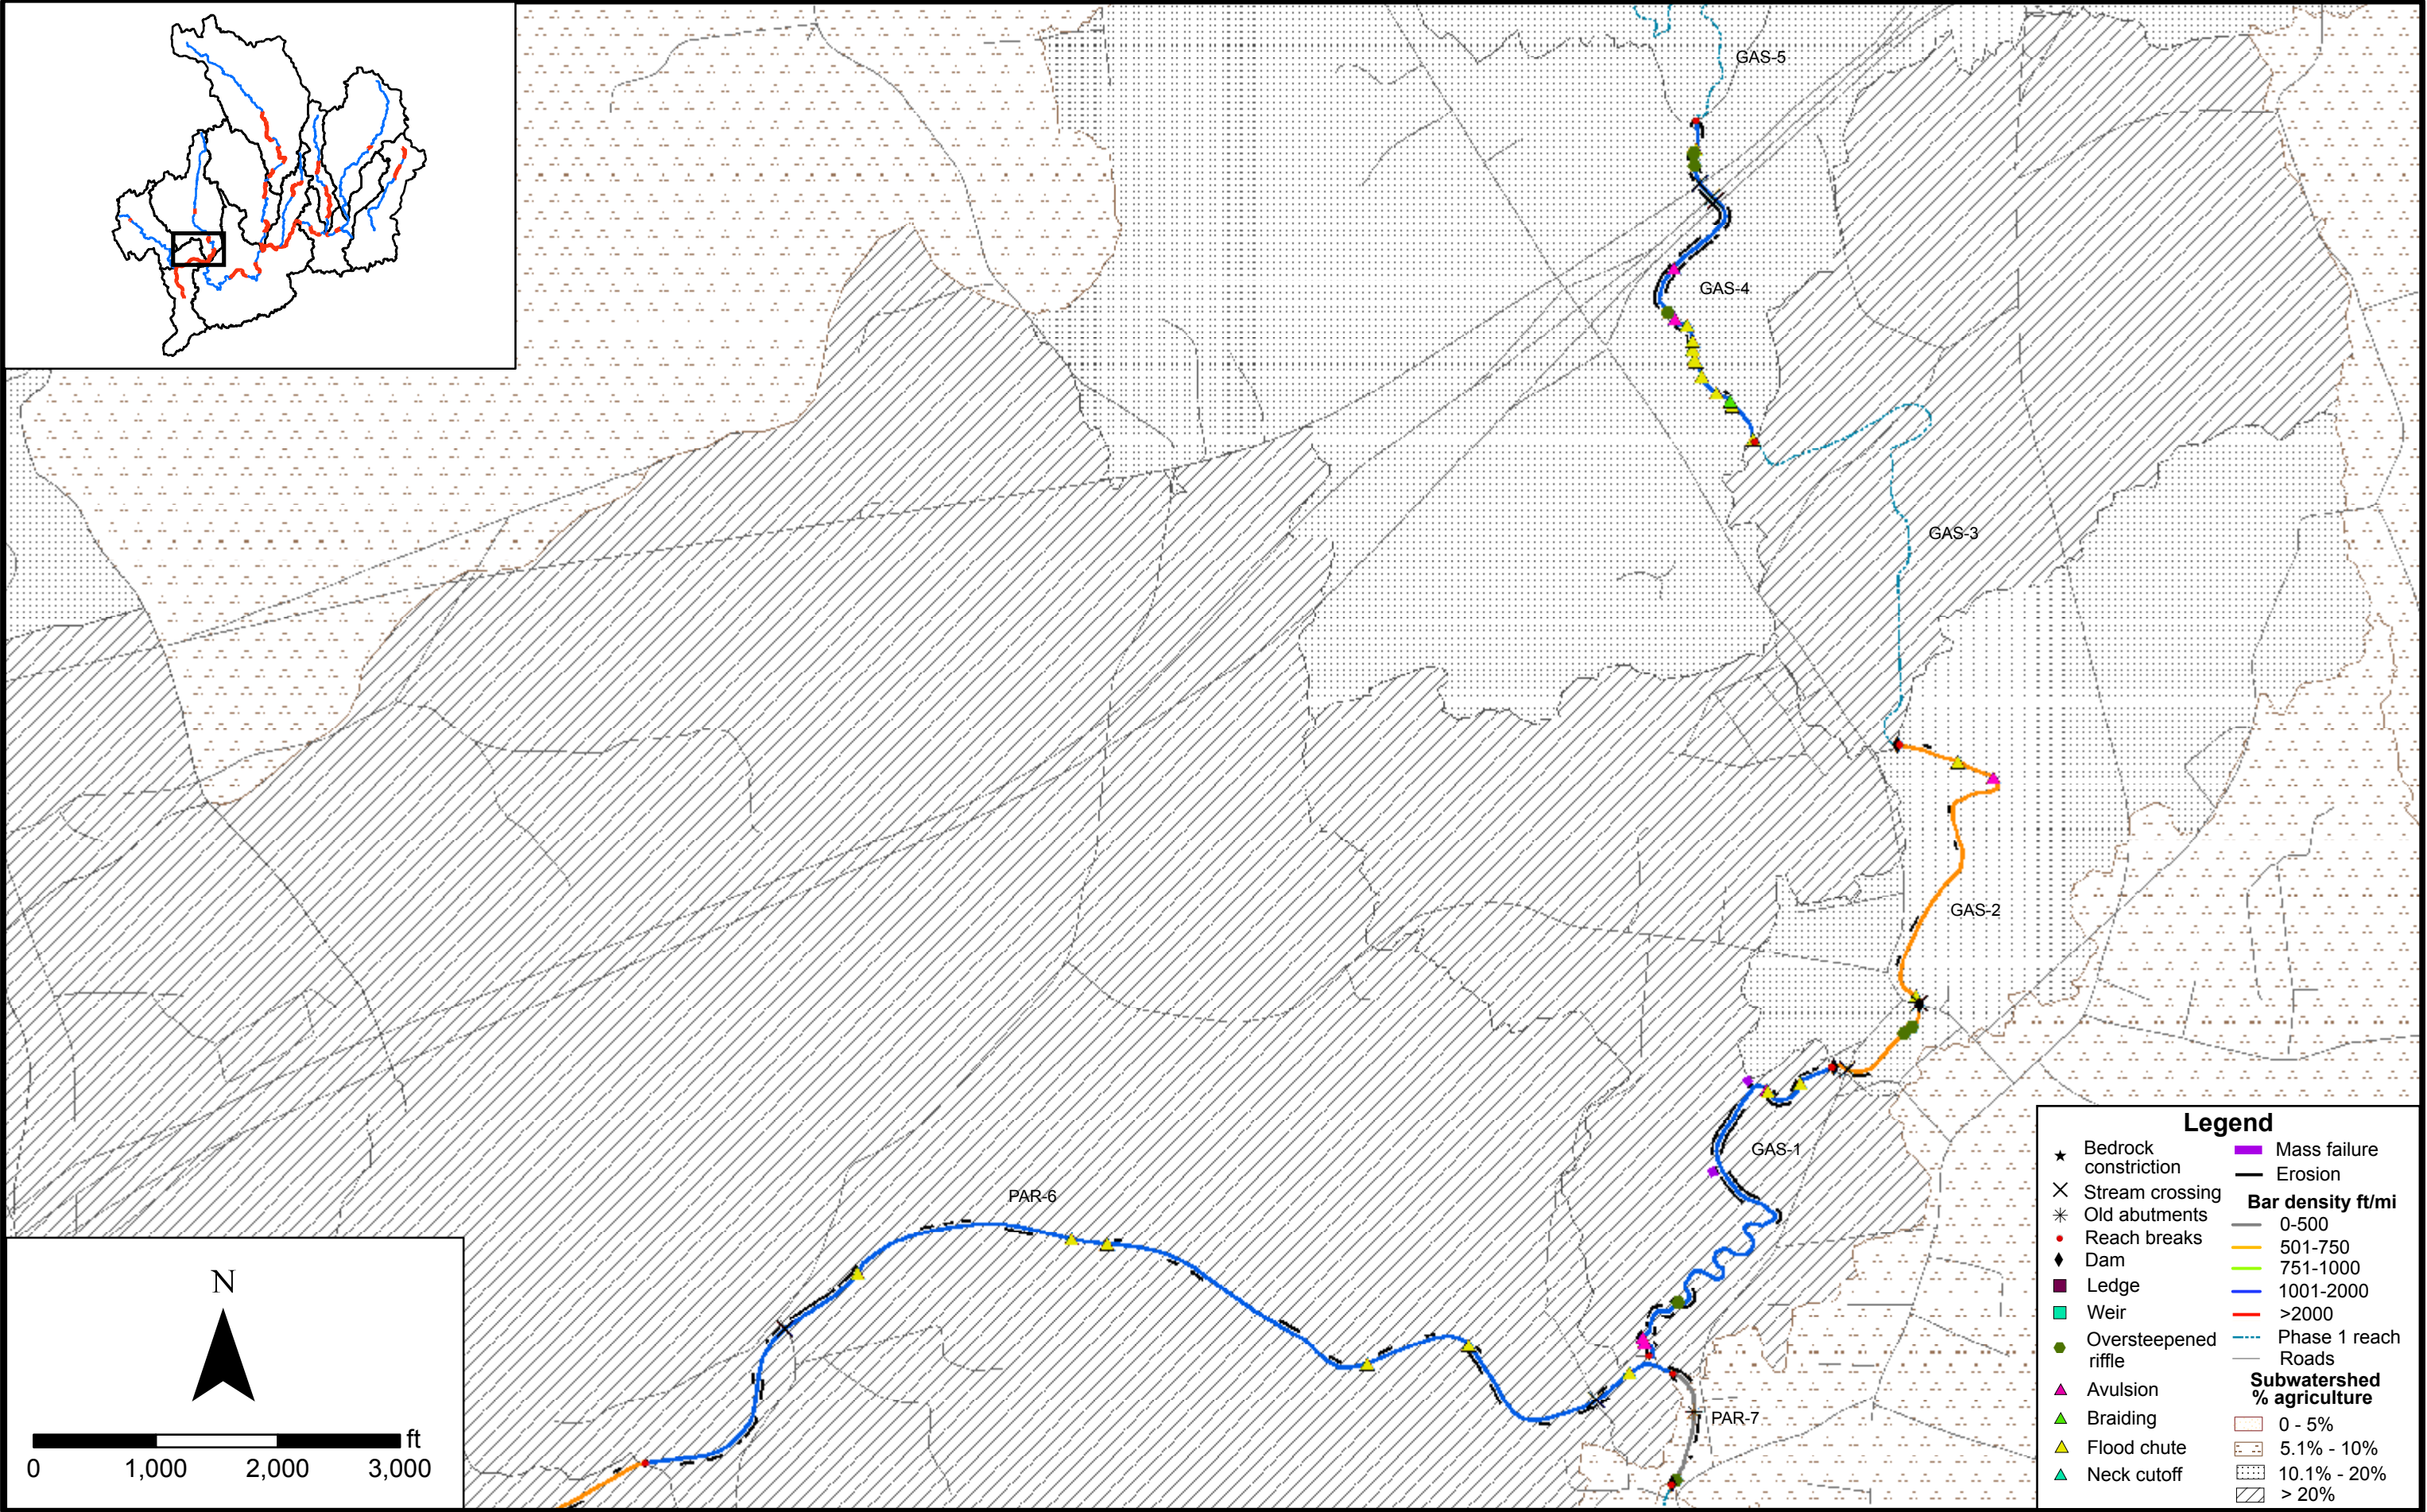 GAS-5
GAS-4
GAS-3
GAS-2
GAS-1
PAR-6
PAR-7
N
ft
0 1,000 2,000 3,000
Legend
Bedrock
constriction
Stream crossing
Old abutments
Reach breaks
Dam
Ledge
Weir
Oversteepened
riffle
Avulsion
Braiding
Flood chute
Neck cutoff
Mass failure
Erosion
Bar density ft/mi
0-500
501-750
751-1000
1001-2000
>2000
Phase 1 reach
Roads
Subwatershed
% agriculture
0 - 5%
5.1% - 10%
10.1% - 20%
> 20%